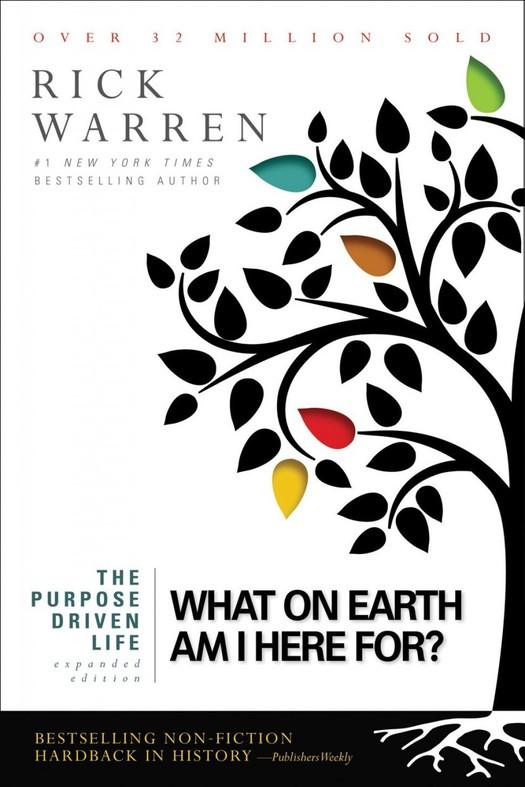 OVER 32 MILLION SOLD
RICK
WARREN
#1 NEW YORK TIMES
BESTSELLING AUTHOR
THE
PURPOSE
DRIVEN
LIFE
expanded
edition
WHAT ON EARTH
AM I HERE FOR?
BESTSELLING NON-FICTION
HARDBACK IN HISTORY —Publishers Weekly